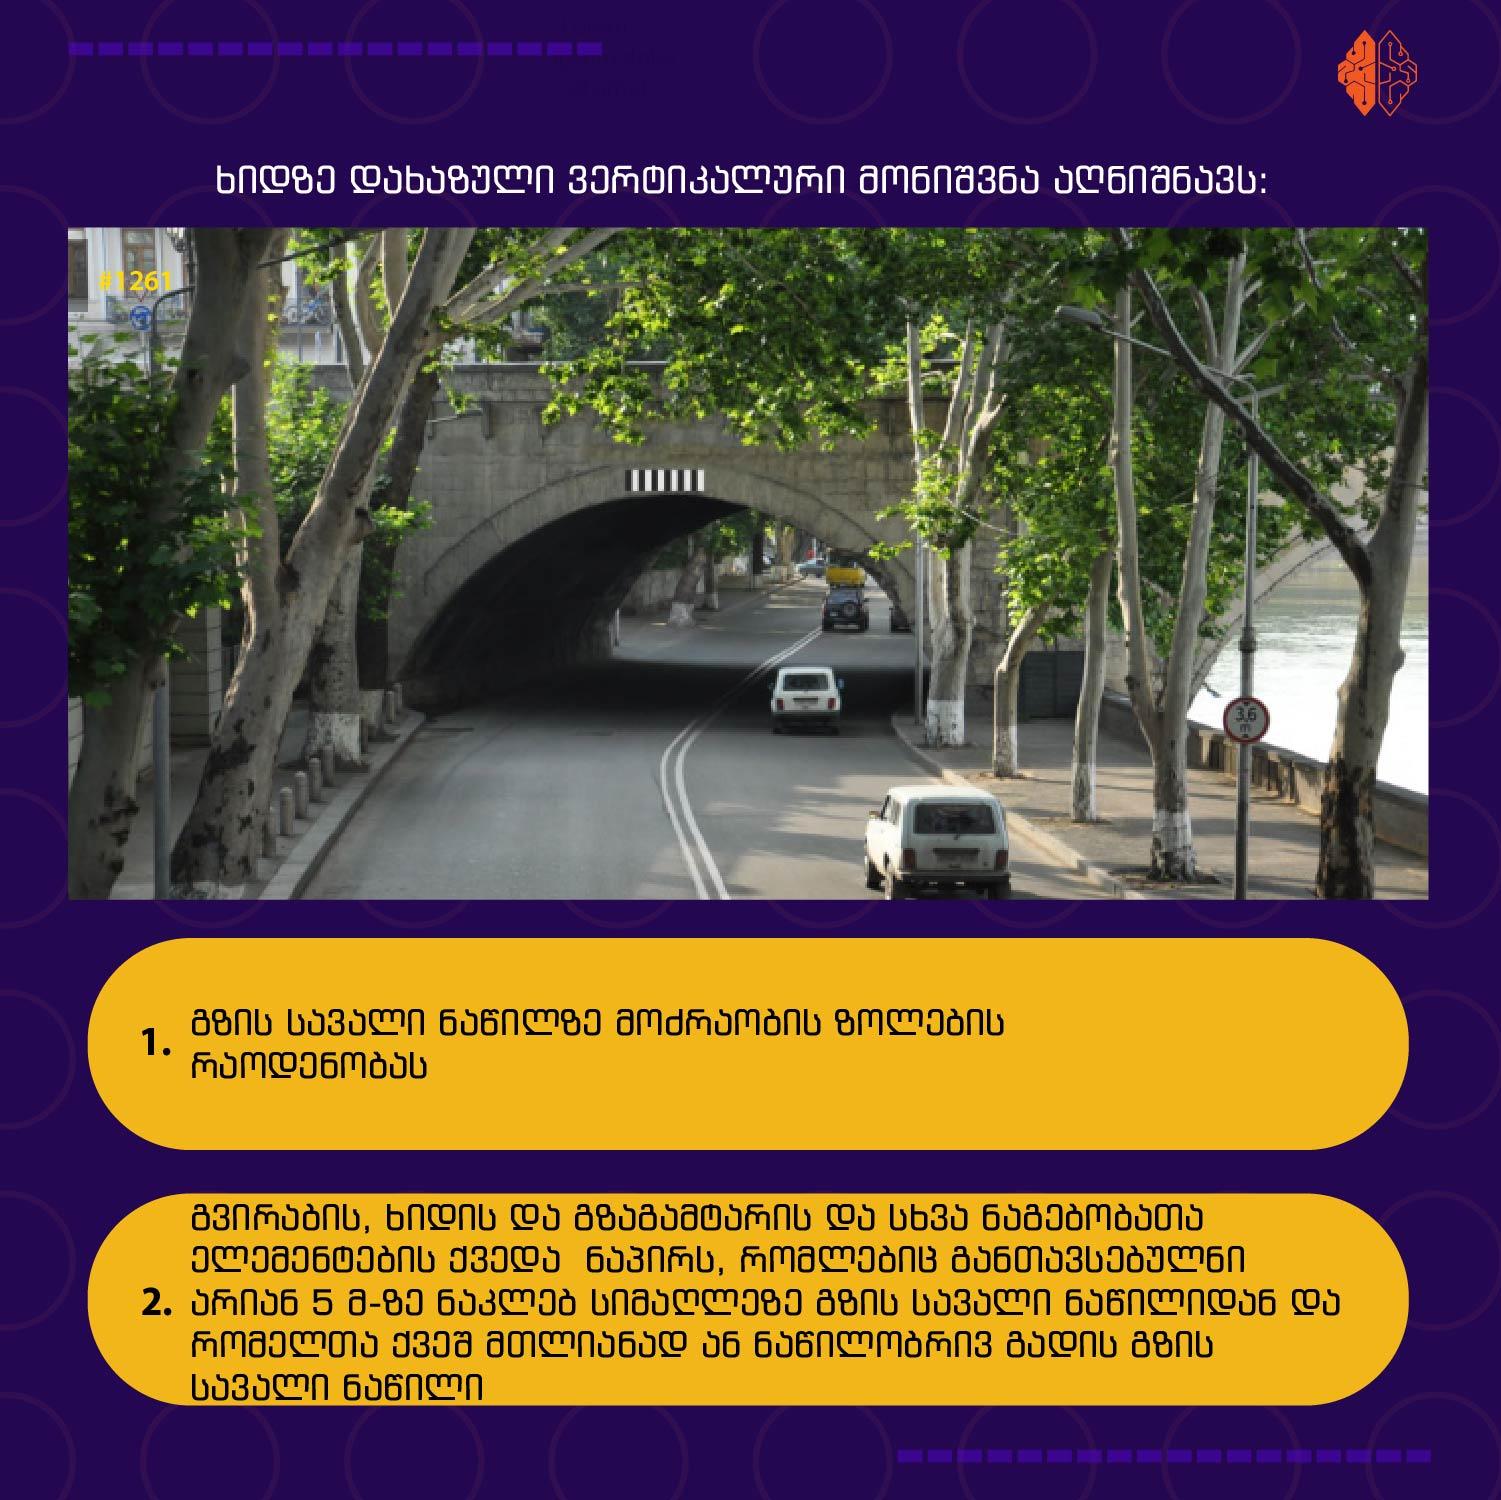 ხიდზე დახაზული ვერტიკალური მონიშვნა აღნიშნავს:
#1261
3,6
m
1. გზის სავალი ნაწილზე მოძრაობის ზოლების
რაოდენობას
გვირაბის, ხიდის და გზაგამტარის და სხვა ნაგებობათა
ელემენტების ქვედა ნაპირს, რომლებიც განთავსებულნი
2. არიან 5 მ-ზე ნაკლებ სიმაღლეზე გზის სავალი ნაწილიდან და
რომელთა ქვეშ მთლიანად ან ნაწილობრივ გადის გზის
სავალი ნაწილი